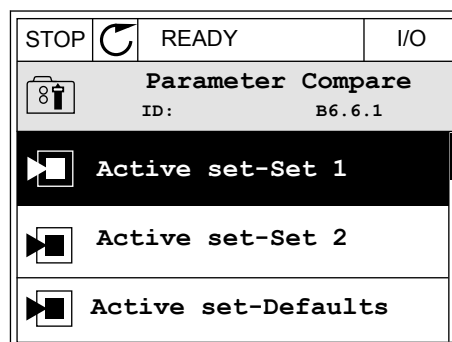 STOP READY I/O
Parameter Compare
ID: B6.6.1
Active set-Set 1
Active set-Set 2
Active set-Defaults